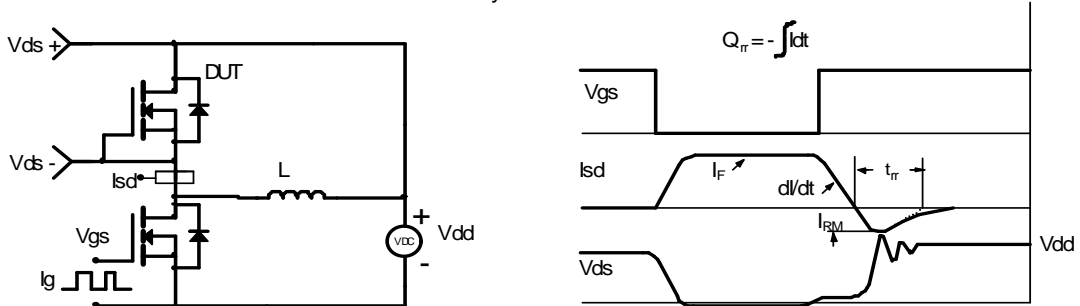 Vds +
DUT
Vds -
Isd
L
Vgs
+
VDC
Vdd
-
Ig
Qrr = - ∫Idt
Vgs
Isd
IF
dI/dt
trr
IRM
Vdd
Vds